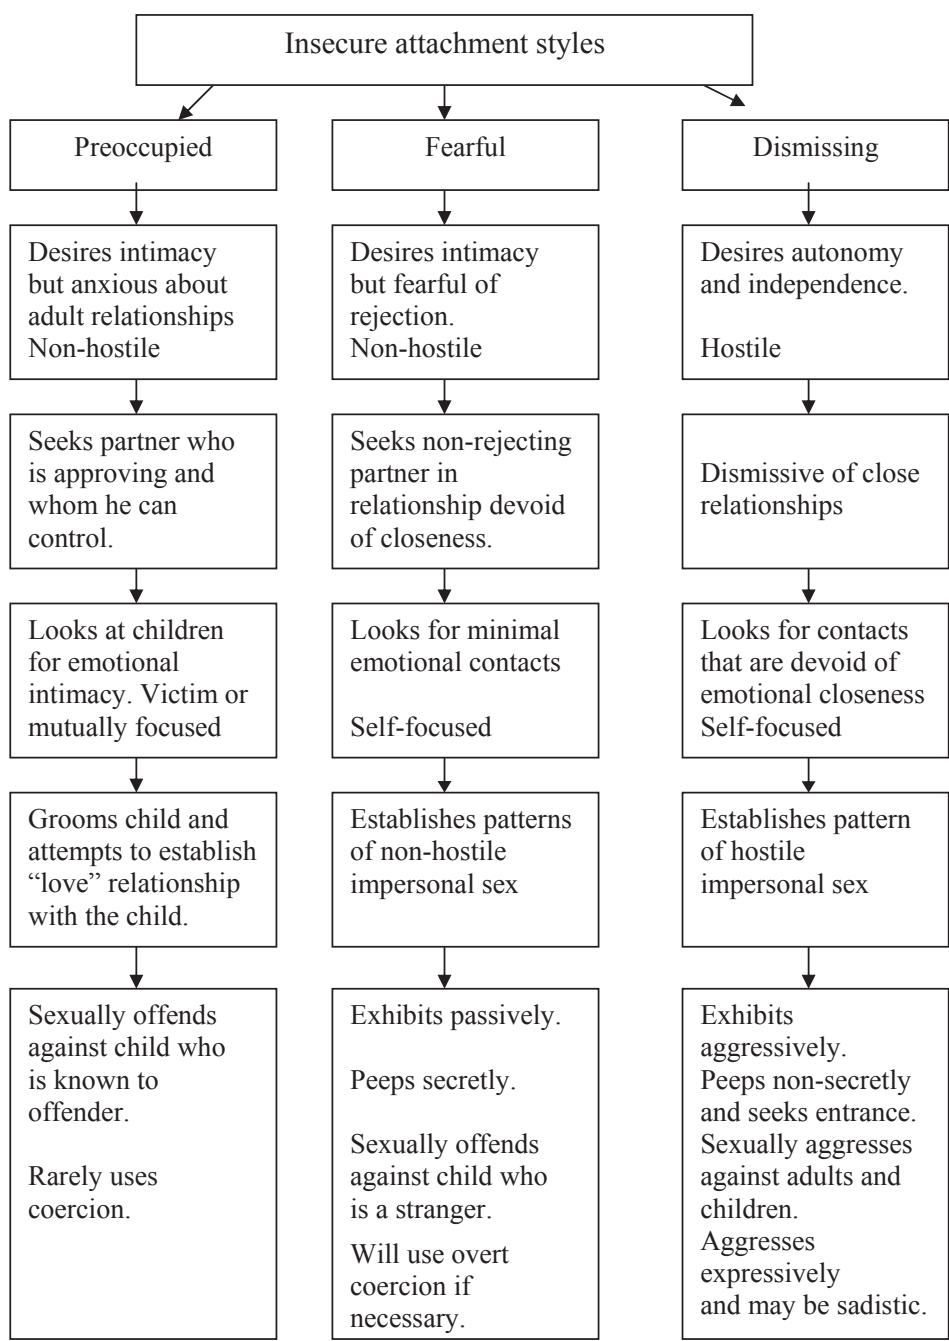 Insecure attachment styles
Preoccupied
Fearful
Dismissing
Desires intimacy
but anxious about
adult relationships
Non-hostile
Desires intimacy
but fearful of
rejection.
Non-hostile
Desires autonomy
and independence.
Hostile
Seeks partner who
is approving and
whom he can
control.
Seeks non-rejecting
partner in
relationship devoid
of closeness.
Dismissive of close
relationships
Looks at children
for emotional
intimacy. Victim or
mutually focused
Looks for minimal
emotional contacts
Self-focused
Looks for contacts
that are devoid of
emotional closeness
Self-focused
Grooms child and
attempts to establish
“love” relationship
with the child.
Establishes patterns
of non-hostile
impersonal sex
Establishes pattern
of hostile
impersonal sex
Sexually offends
against child who
is known to
offender.
Rarely uses
coercion.
Exhibits passively.
Peeps secretly.
Sexually offends
against child who
is a stranger.
Will use overt
coercion if
necessary.
Exhibits
aggressively.
Peeps non-secretly
and seeks entrance.
Sexually aggresses
against adults and
children.
Aggresses
expressively
and may be sadistic.